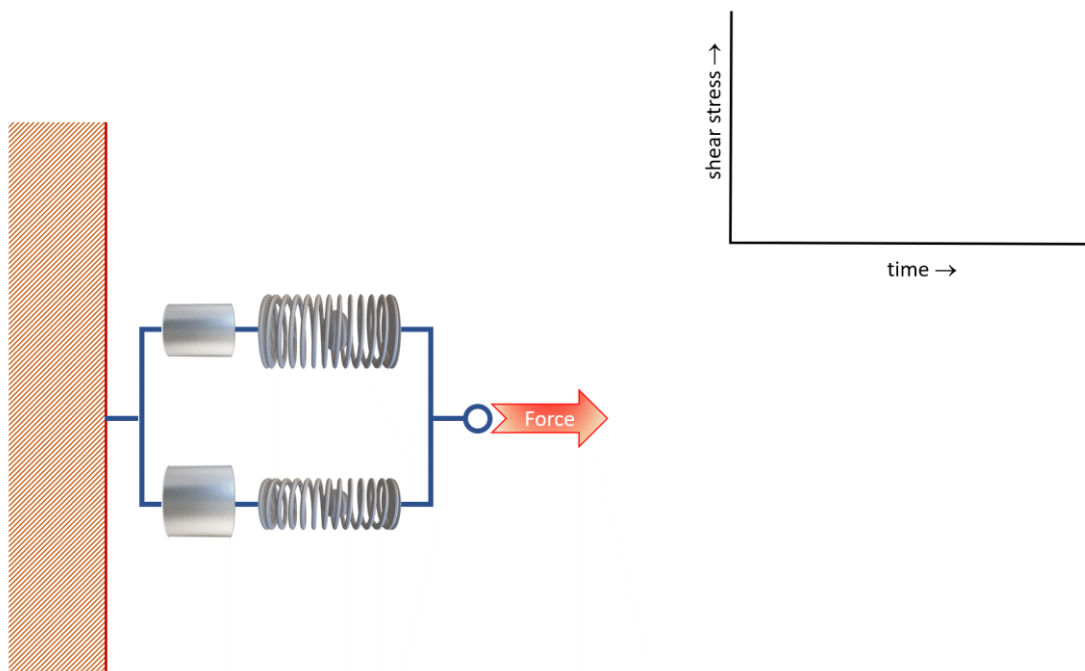 shear stress →
time →
Force